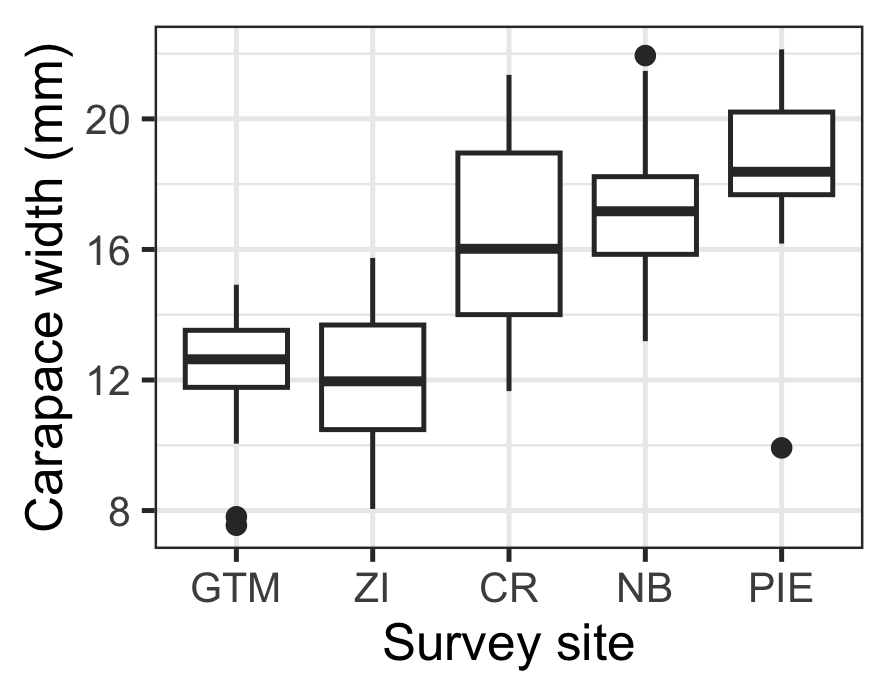 Carapace width (mm)
20
16
12
8
GTM ZI CR NB PIE
Survey site